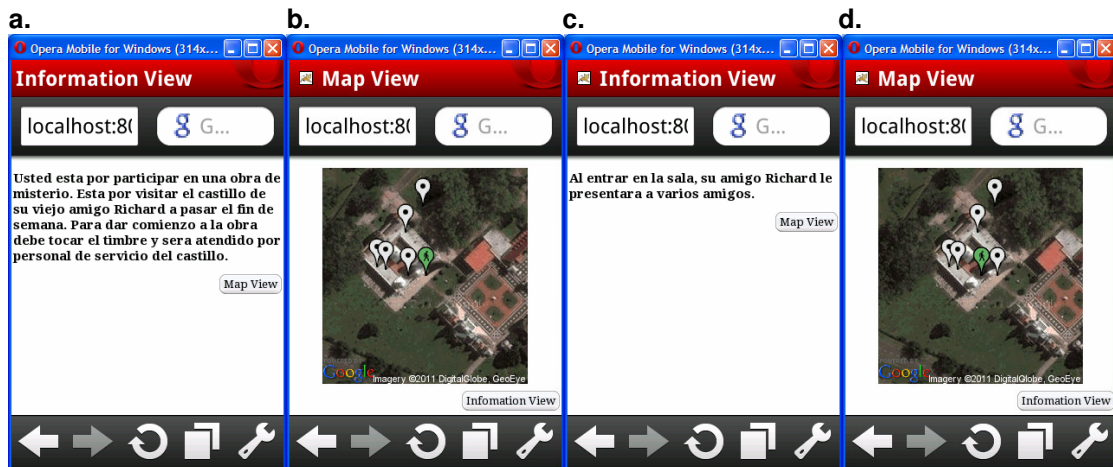 a.
Opera Mobile for Windows (314x...
Information View
localhost:8(
g G...
Usted esta por participar en una obra de
misterio. Esta por visitar el castillo de
su viejo amigo Richard a pasar el fin de
semana. Para dar comienzo a la obra
debe tocar el timbre y sera atendido por
personal de servicio del castillo.
Map View
b.
Opera Mobile for Windows (314x...
Map View
localhost:8(
g G...
POWERED BY
Google
Imagery ©2011 DigitalGlobe, GeoEye
Infomation View
c.
Opera Mobile for Windows (314x...
Information View
localhost:8(
g G...
Al entrar en la sala, su amigo Richard le
presentara a varios amigos.
Map View
d.
Opera Mobile for Windows (314x...
Map View
localhost:8(
g G...
POWERED BY
Google
Imagery ©2011 DigitalGlobe, GeoEye
Infomation View